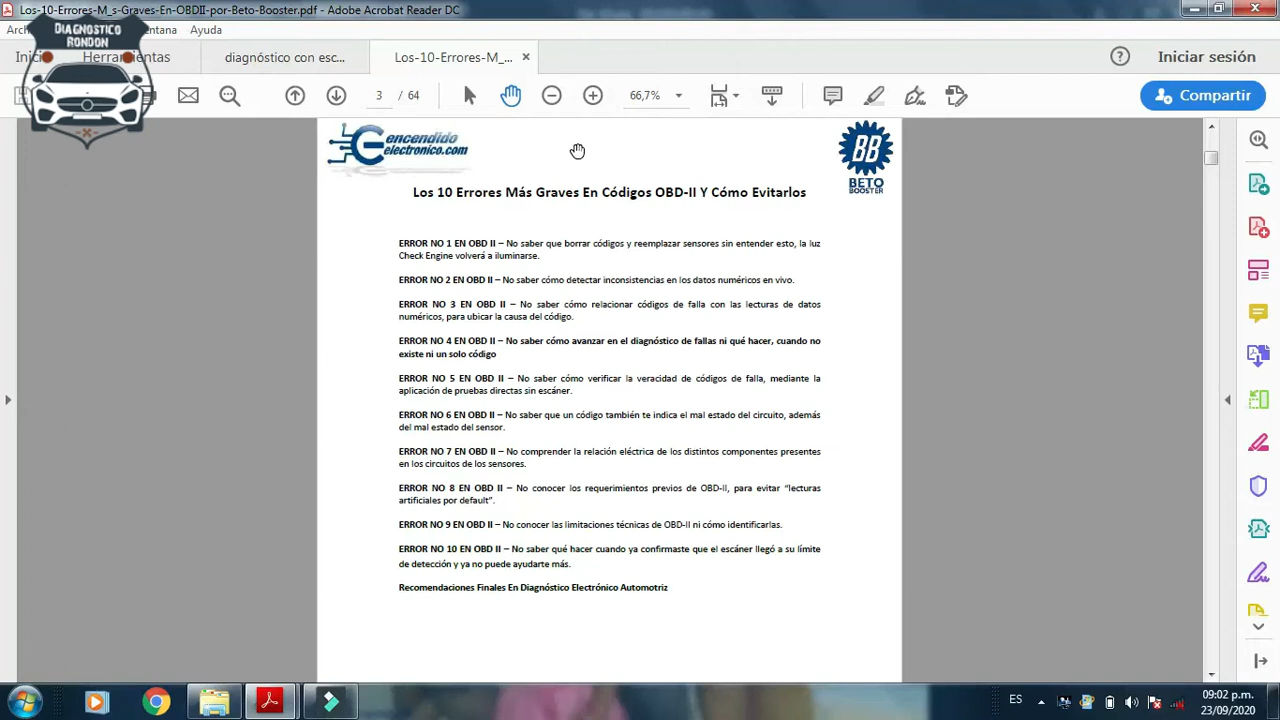 Los-10-Errores-M_s-Graves-En-OBDII-por-Beto-Booster.pdf - Adobe Acrobat Reader DC
DIAGNOSTICO
RONDON
Ayuda
Herramientas
diagnóstico con esc...
Los-10-Errores-M_...
Iniciar sesión
3 / 64
66,7%
Compartir
encendido
electronico.com
BB
BETO
BOOSTER
Los 10 Errores Más Graves En Códigos OBD-II Y Cómo Evitarlos
ERROR NO 1 EN OBD II – No saber que borrar códigos y reemplazar sensores sin entender esto, la luz
Check Engine volverá a iluminarse.
ERROR NO 2 EN OBD II – No saber cómo detectar inconsistencias en los datos numéricos en vivo.
ERROR NO 3 EN OBD II – No saber cómo relacionar códigos de falla con las lecturas de datos
numéricos, para ubicar la causa del código.
ERROR NO 4 EN OBD II – No saber cómo avanzar en el diagnóstico de fallas ni qué hacer, cuando no
existe ni un solo código
ERROR NO 5 EN OBD II – No saber cómo verificar la veracidad de códigos de falla, mediante la
aplicación de pruebas directas sin escáner.
ERROR NO 6 EN OBD II – No saber que un código también te indica el mal estado del circuito, además
del mal estado del sensor.
ERROR NO 7 EN OBD II – No comprender la relación eléctrica de los distintos componentes presentes
en los circuitos de los sensores.
ERROR NO 8 EN OBD II – No conocer los requerimientos previos de OBD-II, para evitar “lecturas
artificiales por default”.
ERROR NO 9 EN OBD II – No conocer las limitaciones técnicas de OBD-II ni cómo identificarlas.
ERROR NO 10 EN OBD II – No saber qué hacer cuando ya confirmaste que el escáner llegó a su límite
de detección y ya no puede ayudarte más.
Recomendaciones Finales En Diagnóstico Electrónico Automotriz
ES
09:02 p.m.
23/09/2020